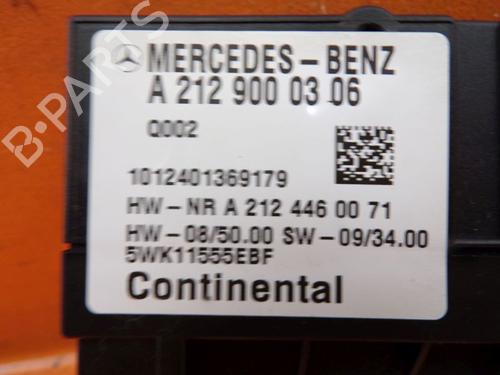 MERCEDES-BENZ
A 212 900 03 06
Q002
1012401369179
HW-NR A 212 446 00 71
HW-08/50.00 SW-09/34.00
5WK11555EBF
Continental
B-PARTS